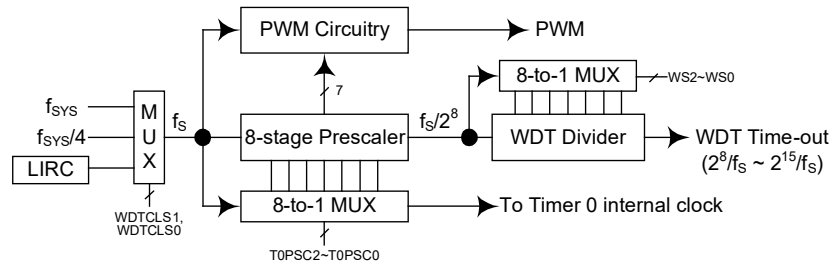 PWM Circuitry
PWM
8-to-1 MUX
WS2~WS0
7
fSYS
fSYS/4
LIRC
M
U
X
fS
8-stage Prescaler
fS/2^8
WDT Divider
WDT Time-out
(2^8/fS ~ 2^15/fS)
WDTCLS1,
WDTCLS0
8-to-1 MUX
To Timer 0 internal clock
T0PSC2~T0PSC0